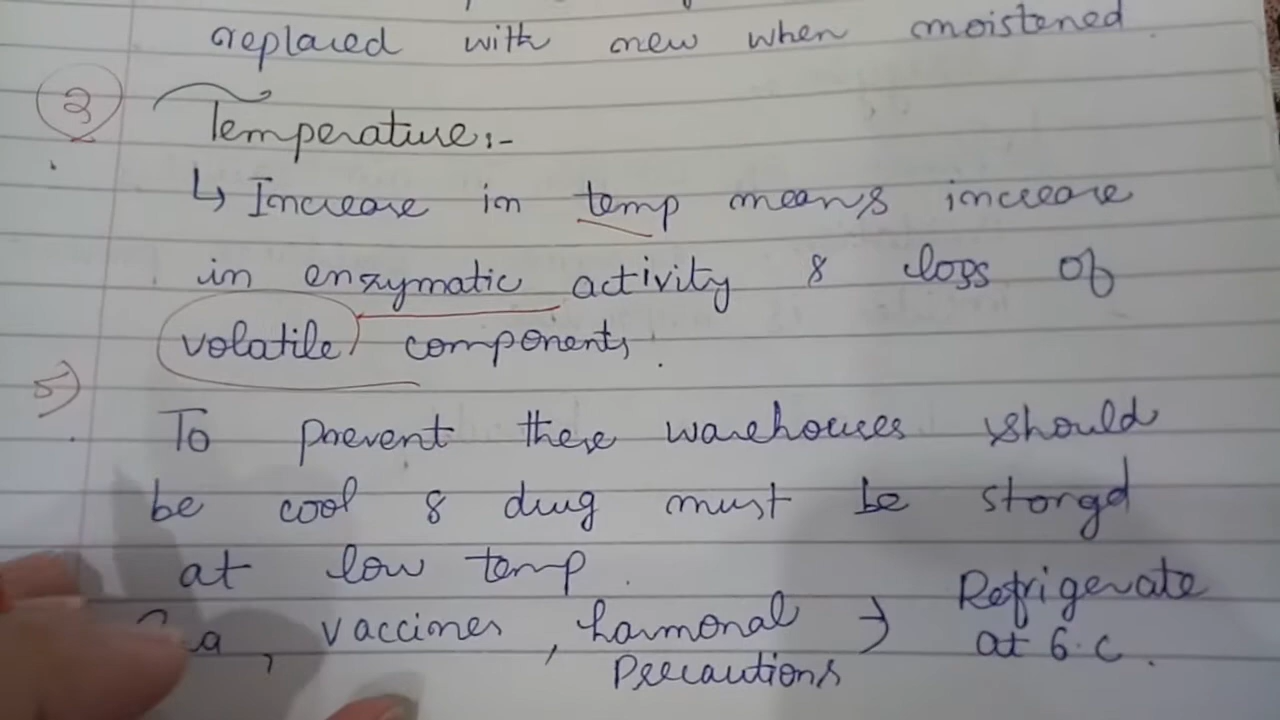 replaced with new when moistened
3 Temperature:-
↳ Increase in temp means increase
in enzymatic activity & loss of
volatile components.
5)
To prevent these warehouses should
be cool & drug must be stored
at low temp.
, vaccines, harmonal → Refrigerate
Precautions at 6.C.